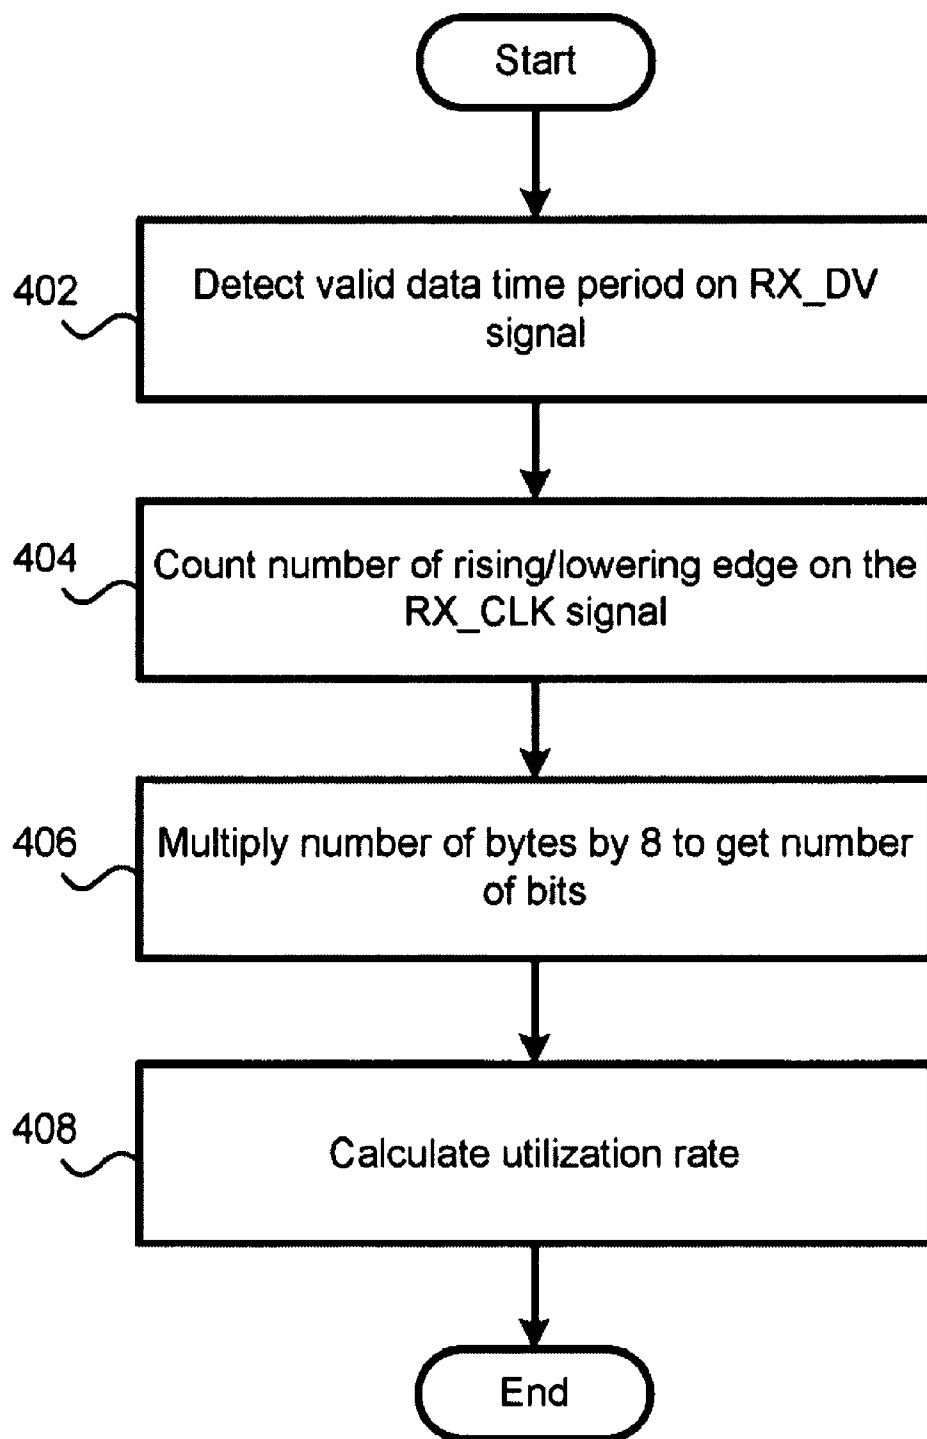 Start
402
Detect valid data time period on RX_DV
signal
404
Count number of rising/lowering edge on the
RX_CLK signal
406
Multiply number of bytes by 8 to get number
of bits
408
Calculate utilization rate
End